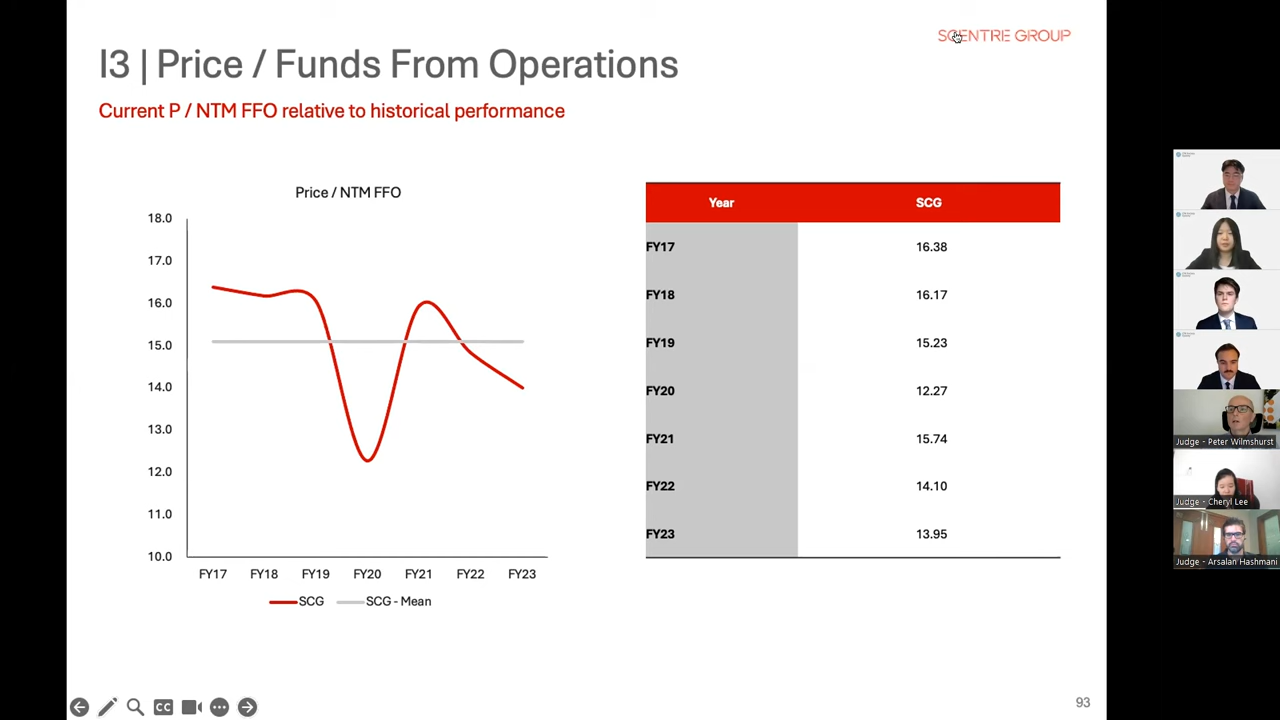 SCENTRE GROUP
I3 | Price / Funds From Operations
Current P / NTM FFO relative to historical performance
Price / NTM FFO
18.0
17.0
16.0
15.0
14.0
13.0
12.0
11.0
10.0
FY17 FY18 FY19 FY20 FY21 FY22 FY23
SCG SCG - Mean
Year SCG
FY17 16.38
FY18 16.17
FY19 15.23
FY20 12.27
FY21 15.74
FY22 14.10
FY23 13.95
93
CC
Judge - Peter Wilmshurst
Judge - Cheryl Lee
Judge - Arsalan Hashmani